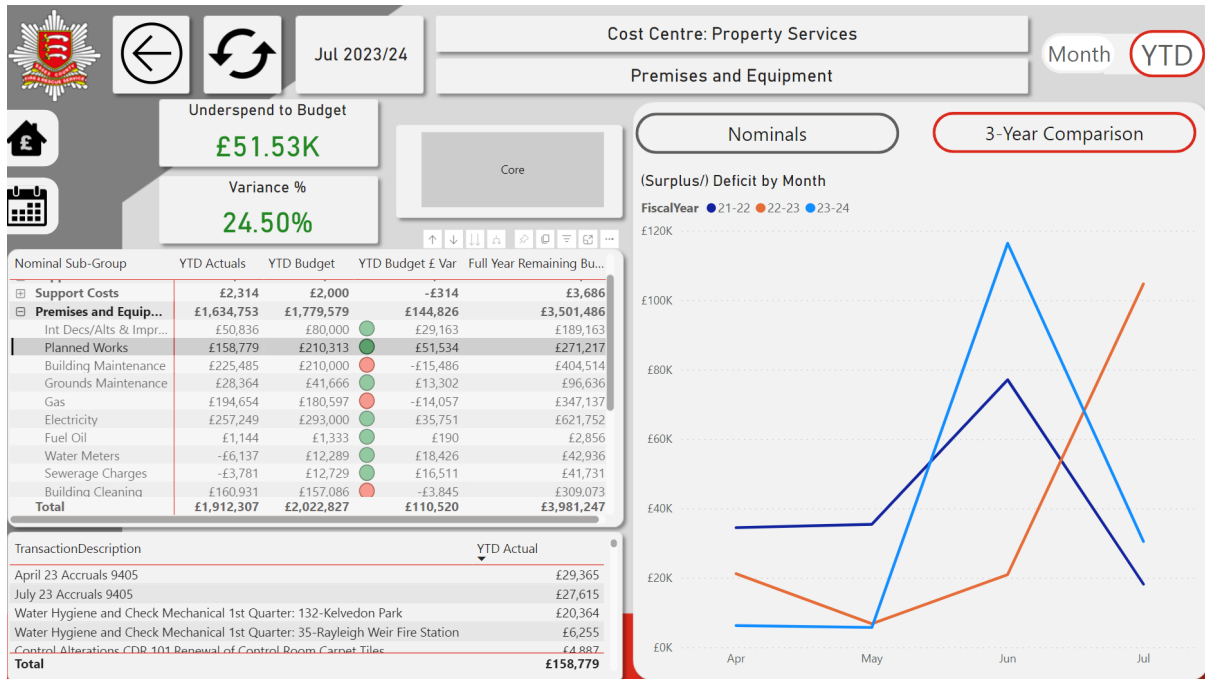 Jul 2023/24
Cost Centre: Property Services
Premises and Equipment
Month YTD
Underspend to Budget
£51.53K
Variance %
24.50%
Core
Nominals
3-Year Comparison
(Surplus/) Deficit by Month
FiscalYear 21-22 22-23 23-24
£120K
£100K
£80K
£60K
£40K
£20K
£0K
Apr May Jun Jul
Nominal Sub-Group YTD Actuals YTD Budget YTD Budget £ Var Full Year Remaining Bu...
Support Costs £2,314 £2,000 -£314 £3,686
Premises and Equip... £1,634,753 £1,779,579 £144,826 £3,501,486
Int Decs/Alts & Impr... £50,836 £80,000 £29,163 £189,163
Planned Works £158,779 £210,313 £51,534 £271,217
Building Maintenance £225,485 £210,000 -£15,486 £404,514
Grounds Maintenance £28,364 £41,666 £13,302 £96,636
Gas £194,654 £180,597 -£14,057 £347,137
Electricity £257,249 £293,000 £35,751 £621,752
Fuel Oil £1,144 £1,333 £190 £2,856
Water Meters -£6,137 £12,289 £18,426 £42,936
Sewerage Charges -£3,781 £12,729 £16,511 £41,731
Building Cleaning £160,931 £157,086 -£3,845 £309,073
Total £1,912,307 £2,022,827 £110,520 £3,981,247
TransactionDescription YTD Actual
April 23 Accruals 9405 £29,365
July 23 Accruals 9405 £27,615
Water Hygiene and Check Mechanical 1st Quarter: 132-Kelvedon Park £20,364
Water Hygiene and Check Mechanical 1st Quarter: 35-Rayleigh Weir Fire Station £6,255
Control Alterations CDR 101 Renewal of Control Room Carpet Tiles £4,887
Total £158,779